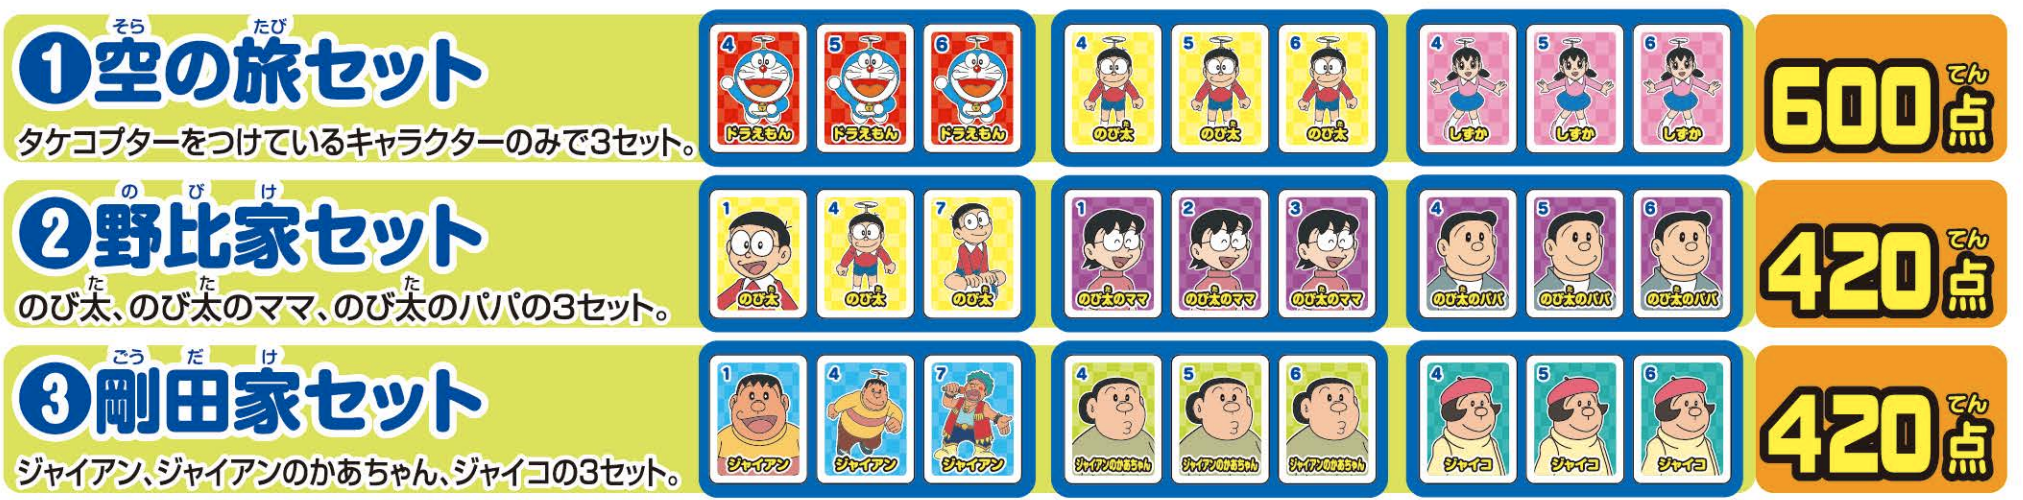 ❶空の旅セット
そら たび
タケコプターをつけているキャラクターのみで3セット。
4 5 6 4 5 6 4 5 6
ドラえもん ドラえもん ドラえもん のび太 のび太 のび太 しずか しずか しずか
600点
てん
❷野比家セット
の び け
のび太、のび太のママ、のび太のパパの3セット。
た た た
1 4 7 1 2 3 4 5 6
のび太 のび太 のび太 のび太のママ のび太のママ のび太のママ のび太のパパ のび太のパパ のび太のパパ
420点
てん
❸剛田家セット
ごう だ け
ジャイアン、ジャイアンのかあちゃん、ジャイコの3セット。
1 4 7 4 5 6 4 5 6
ジャイアン ジャイアン ジャイアン ジャイアンのかあちゃん ジャイアンのかあちゃん ジャイアンのかあちゃん ジャイコ ジャイコ ジャイコ
420点
てん